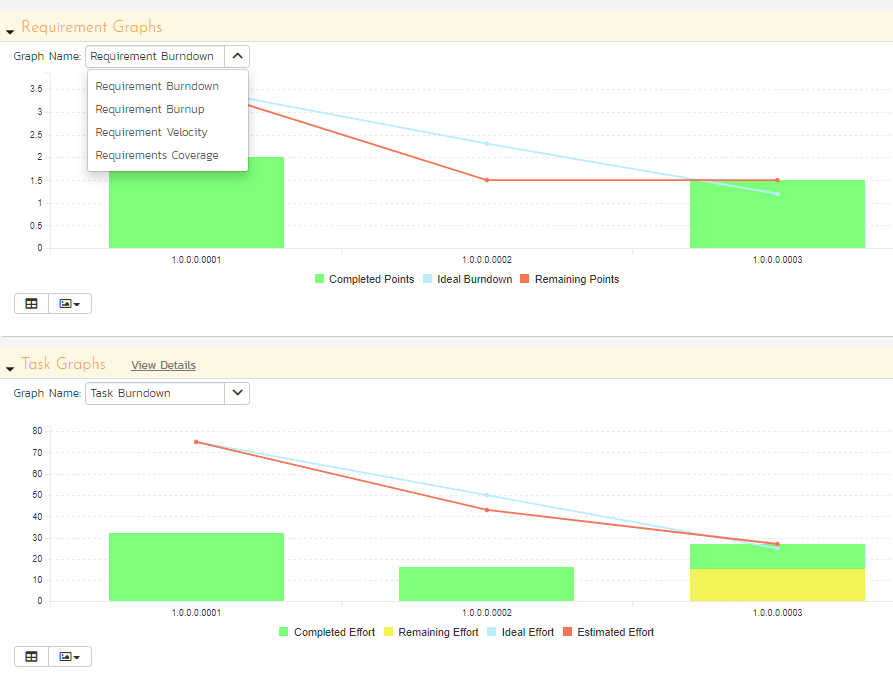 Requirement Graphs
Graph Name: Requirement Burndown
Requirement Burndown
Requirement Burnup
Requirement Velocity
Requirements Coverage
3.5
3
2.5
2
1.5
1
0.5
0
1.0.0.0.0001 1.0.0.0.0002 1.0.0.0.0003
Completed Points Ideal Burndown Remaining Points
Task Graphs View Details
Graph Name: Task Burndown
80
70
60
50
40
30
20
10
0
1.0.0.0.0001 1.0.0.0.0002 1.0.0.0.0003
Completed Effort Remaining Effort Ideal Effort Estimated Effort